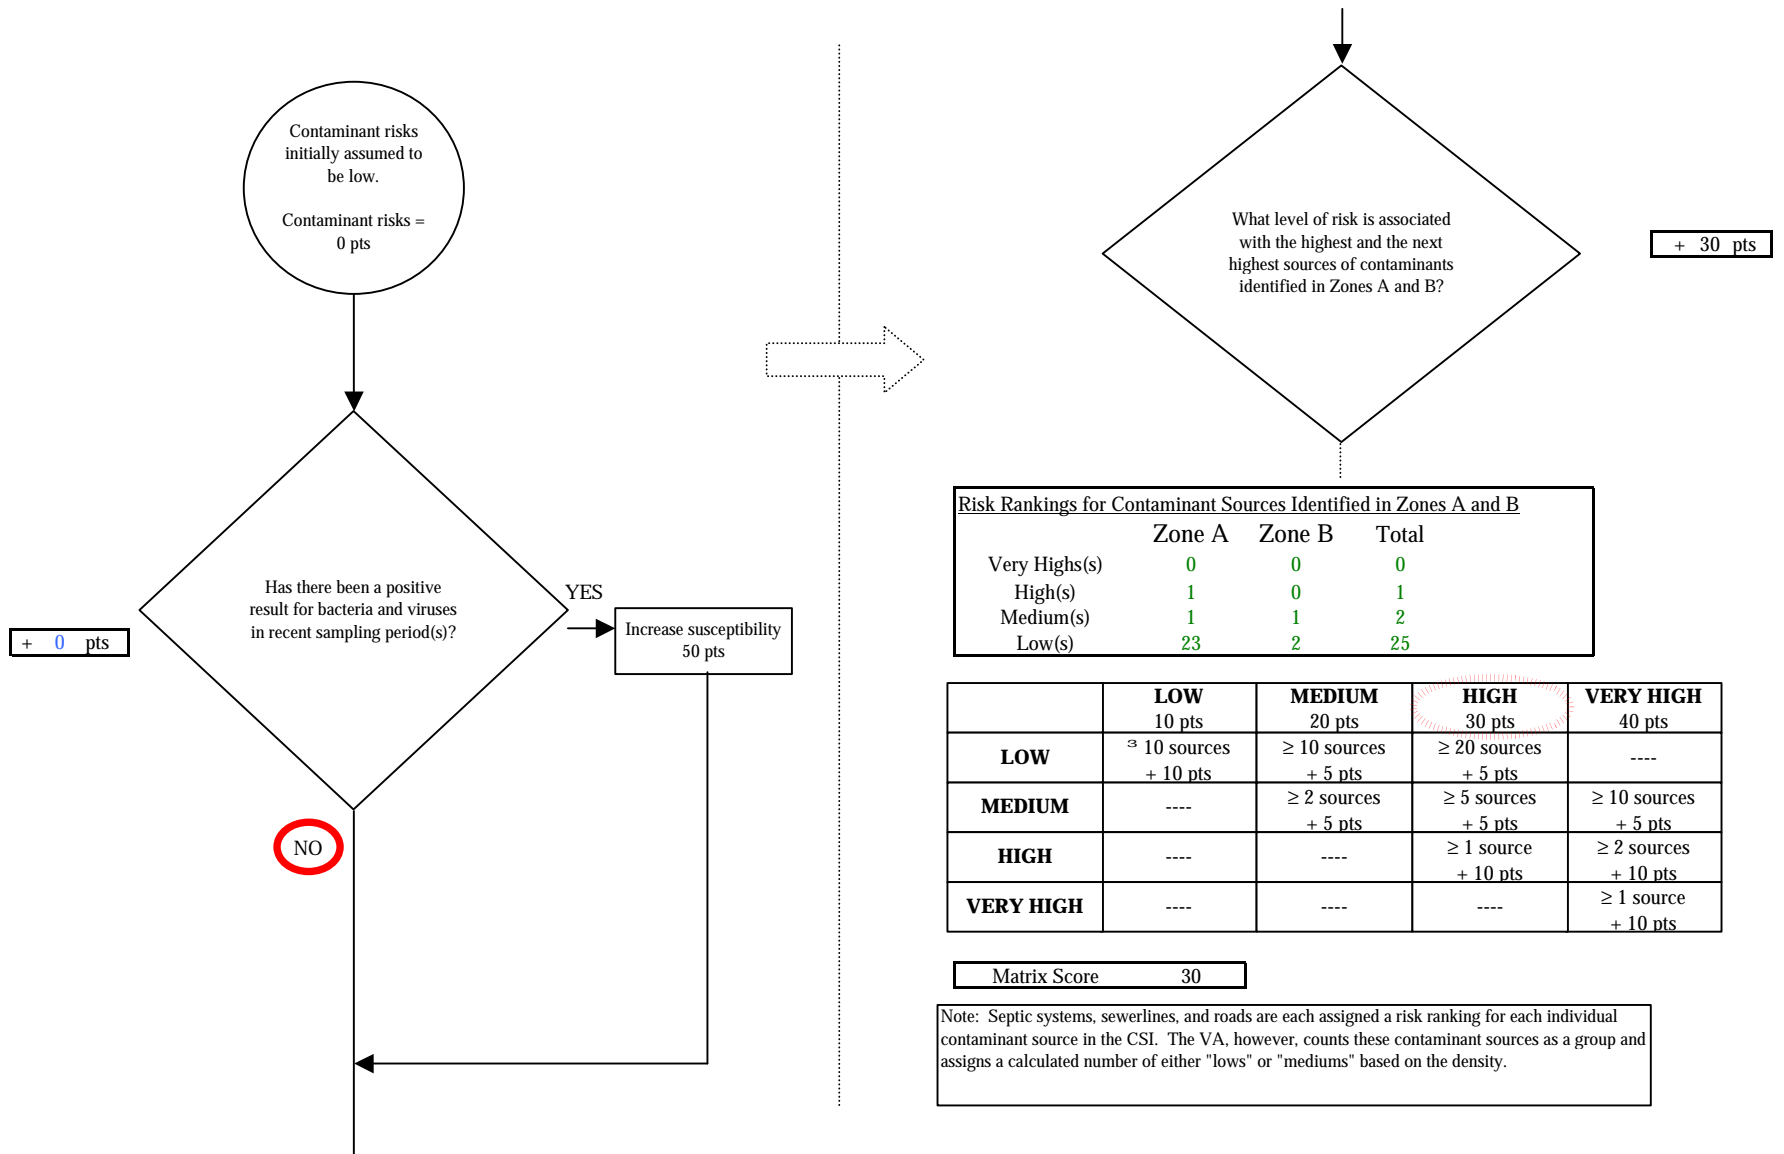 Contaminant risks
initially assumed to
be low.
Contaminant risks =
0 pts
Has there been a positive
result for bacteria and viruses
in recent sampling period(s)?
YES
Increase susceptibility
50 pts
+ 0 pts
NO
What level of risk is associated
with the highest and the next
highest sources of contaminants
identified in Zones A and B?
+ 30 pts
Risk Rankings for Contaminant Sources Identified in Zones A and B
Zone A Zone B Total
Very Highs(s) 0 0 0
High(s) 1 0 1
Medium(s) 1 1 2
Low(s) 23 2 25
LOW MEDIUM HIGH VERY HIGH
10 pts 20 pts 30 pts 40 pts
LOW ³ 10 sources ≥ 10 sources ≥ 20 sources ----
+ 10 pts + 5 pts + 5 pts
MEDIUM ---- ≥ 2 sources ≥ 5 sources ≥ 10 sources
+ 5 pts + 5 pts + 5 pts
HIGH ---- ---- ≥ 1 source ≥ 2 sources
+ 10 pts + 10 pts
VERY HIGH ---- ---- ---- ≥ 1 source
+ 10 pts
Matrix Score 30
Note: Septic systems, sewerlines, and roads are each assigned a risk ranking for each individual
contaminant source in the CSI. The VA, however, counts these contaminant sources as a group and
assigns a calculated number of either "lows" or "mediums" based on the density.